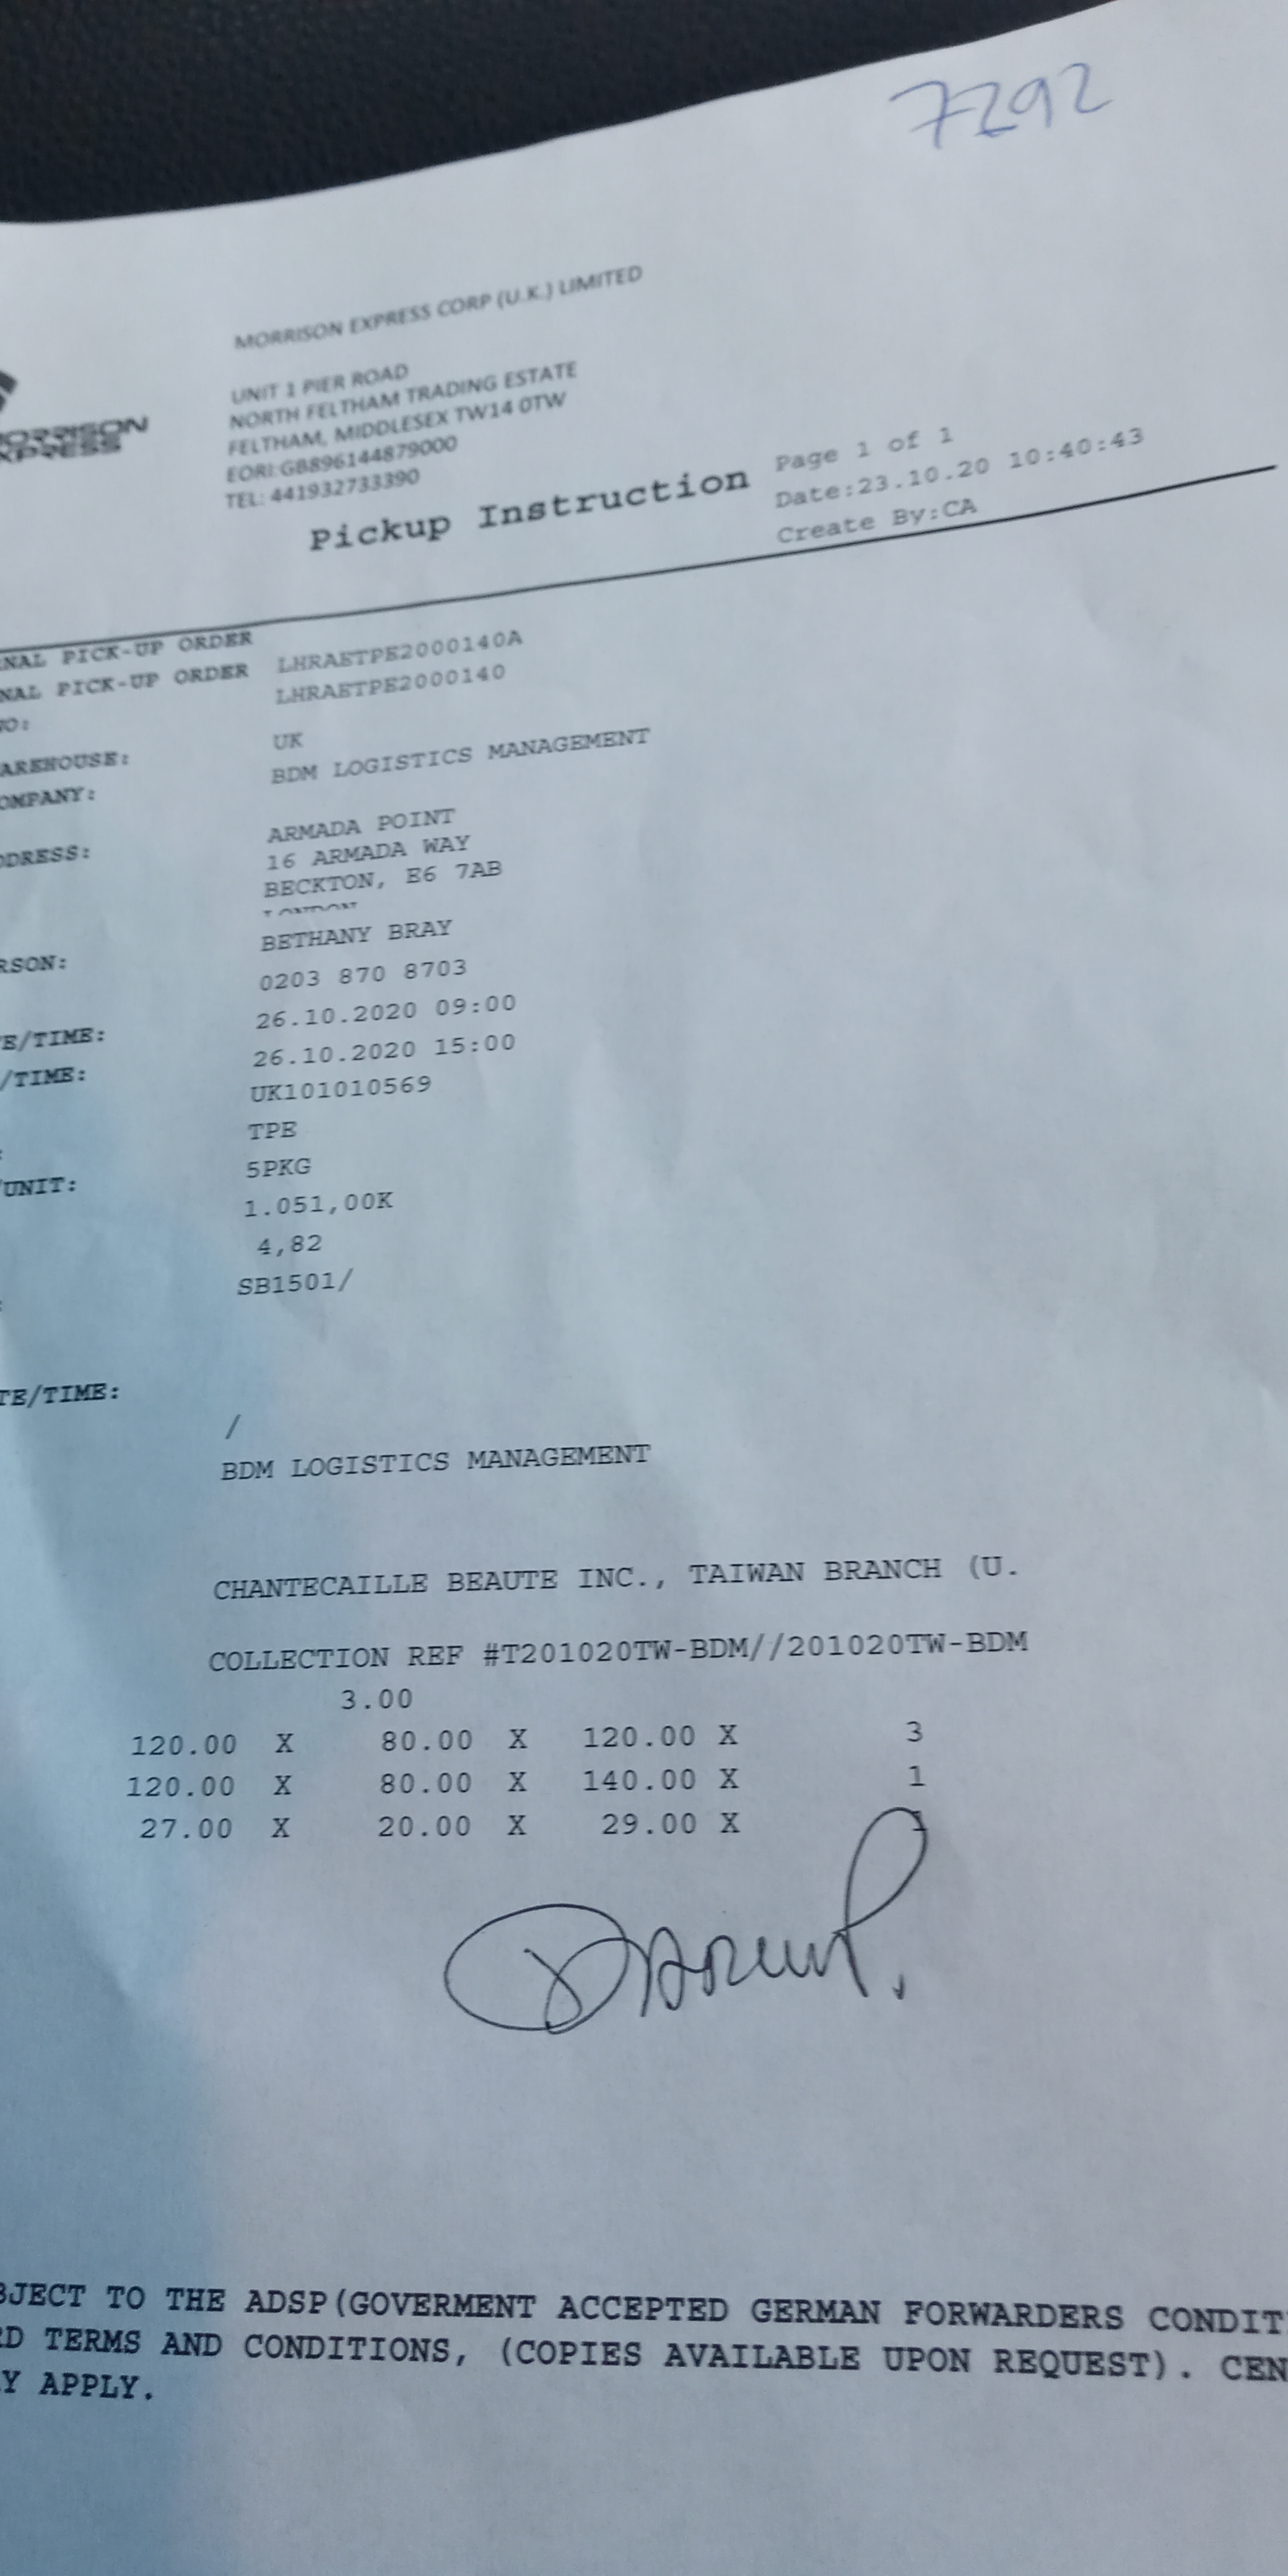 7292
MORRISON EXPRESS CORP (U.K.) LIMITED
UNIT 1 PIER ROAD
NORTH FELTHAM TRADING ESTATE
FELTHAM, MIDDLESEX TW14 0TW
EORI:GB896144879000
TEL: 441932733390
ORRISON
XPRESS
Pickup Instruction
Page 1 of 1
Date:23.10.20 10:40:43
Create By:CA
NAL PICK-UP ORDER LHRAETPE2000140A
NAL PICK-UP ORDER LHRAETPE2000140
NO:
AREHOUSE: UK
OMPANY: BDM LOGISTICS MANAGEMENT
DDRESS: ARMADA POINT
16 ARMADA WAY
BECKTON, E6 7AB
LONDON
RSON: BETHANY BRAY
0203 870 8703
E/TIME: 26.10.2020 09:00
/TIME: 26.10.2020 15:00
UK101010569
: TPE
UNIT: 5PKG
1.051,00K
4,82
: SB1501/
TE/TIME:
/
BDM LOGISTICS MANAGEMENT
CHANTECAILLE BEAUTE INC., TAIWAN BRANCH (U.
COLLECTION REF #T201020TW-BDM//201020TW-BDM
3.00
120.00 X 80.00 X 120.00 X 3
120.00 X 80.00 X 140.00 X 1
27.00 X 20.00 X 29.00 X 1
BJECT TO THE ADSP(GOVERMENT ACCEPTED GERMAN FORWARDERS CONDIT
RD TERMS AND CONDITIONS, (COPIES AVAILABLE UPON REQUEST). CEN
Y APPLY.